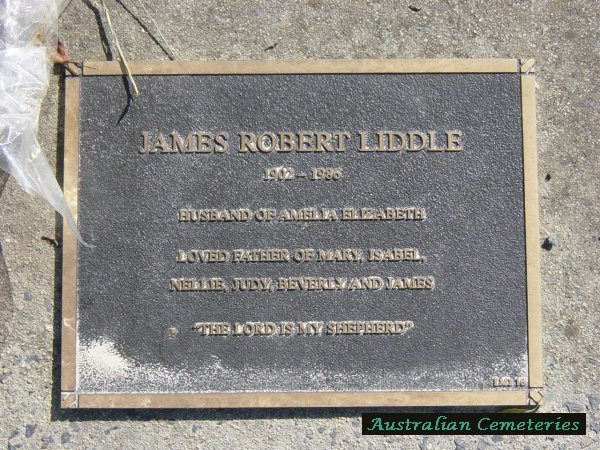 JAMES ROBERT LIDDLE
1902 – 1986
HUSBAND OF AMELIA ELIZABETH
LOVED FATHER OF MARY, ISABEL,
NELLIE, JUDY, BEVERLY AND JAMES
"THE LORD IS MY SHEPHERD"
Australian Cemeteries